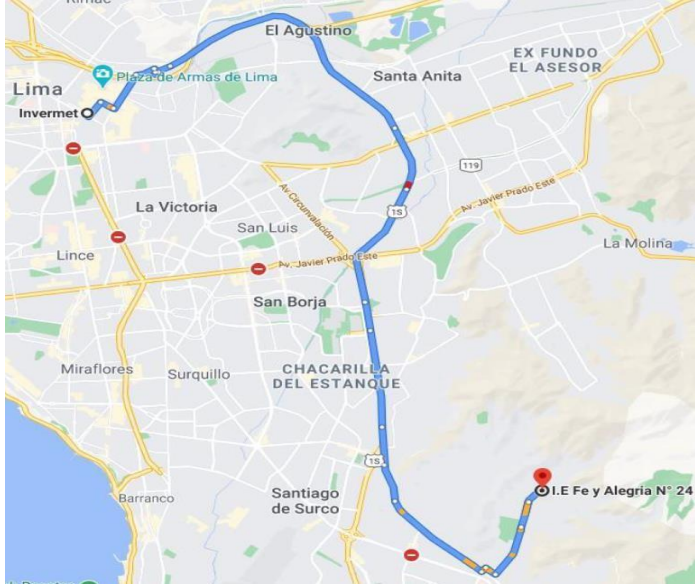 El Agustino
EX FUNDO
EL ASESOR
Plaza de Armas de Lima
Santa Anita
Lima
Invermet
119
Av. Javier Prado Este
Av Circunvalación
La Victoria
1S
San Luis
La Molina
Lince
Av. Javier Prado Este
San Borja
Miraflores
Surquillo
CHACARILLA
DEL ESTANQUE
1S
I.E Fe y Alegria N° 24
Barranco
Santiago
de Surco